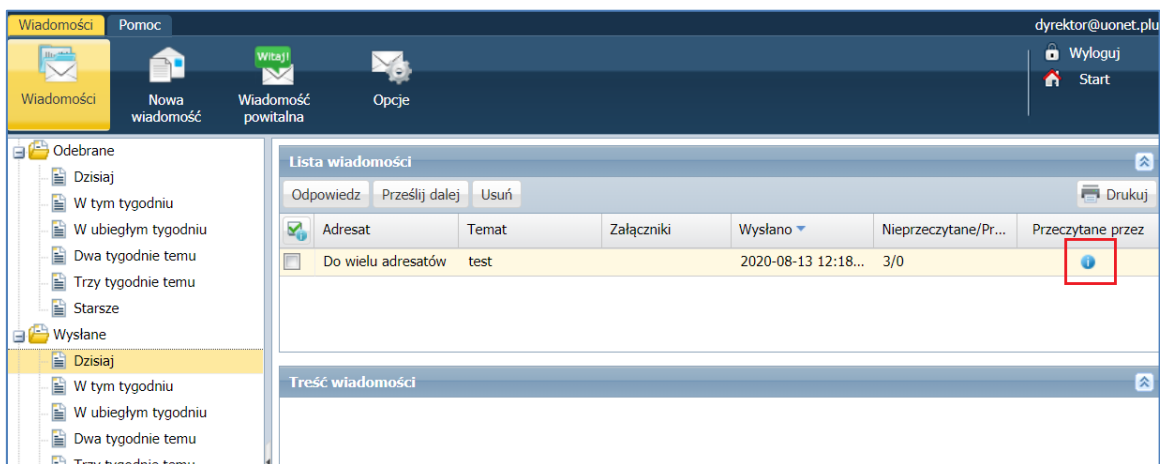 Wiadomości Pomoc dyrektor@uonet.plu
Witaj!
Wyloguj
Start
Wiadomości Nowa wiadomość Wiadomość powitalna Opcje
Odebrane
Dzisiaj
W tym tygodniu
W ubiegłym tygodniu
Dwa tygodnie temu
Trzy tygodnie temu
Starsze
Wysłane
Dzisiaj
W tym tygodniu
W ubiegłym tygodniu
Dwa tygodnie temu
Trzy tygodnie temu
Lista wiadomości
Odpowiedz Prześlij dalej Usuń Drukuj
Adresat Temat Załączniki Wysłano Nieprzeczytane/Pr... Przeczytane przez
Do wielu adresatów test 2020-08-13 12:18... 3/0
Treść wiadomości